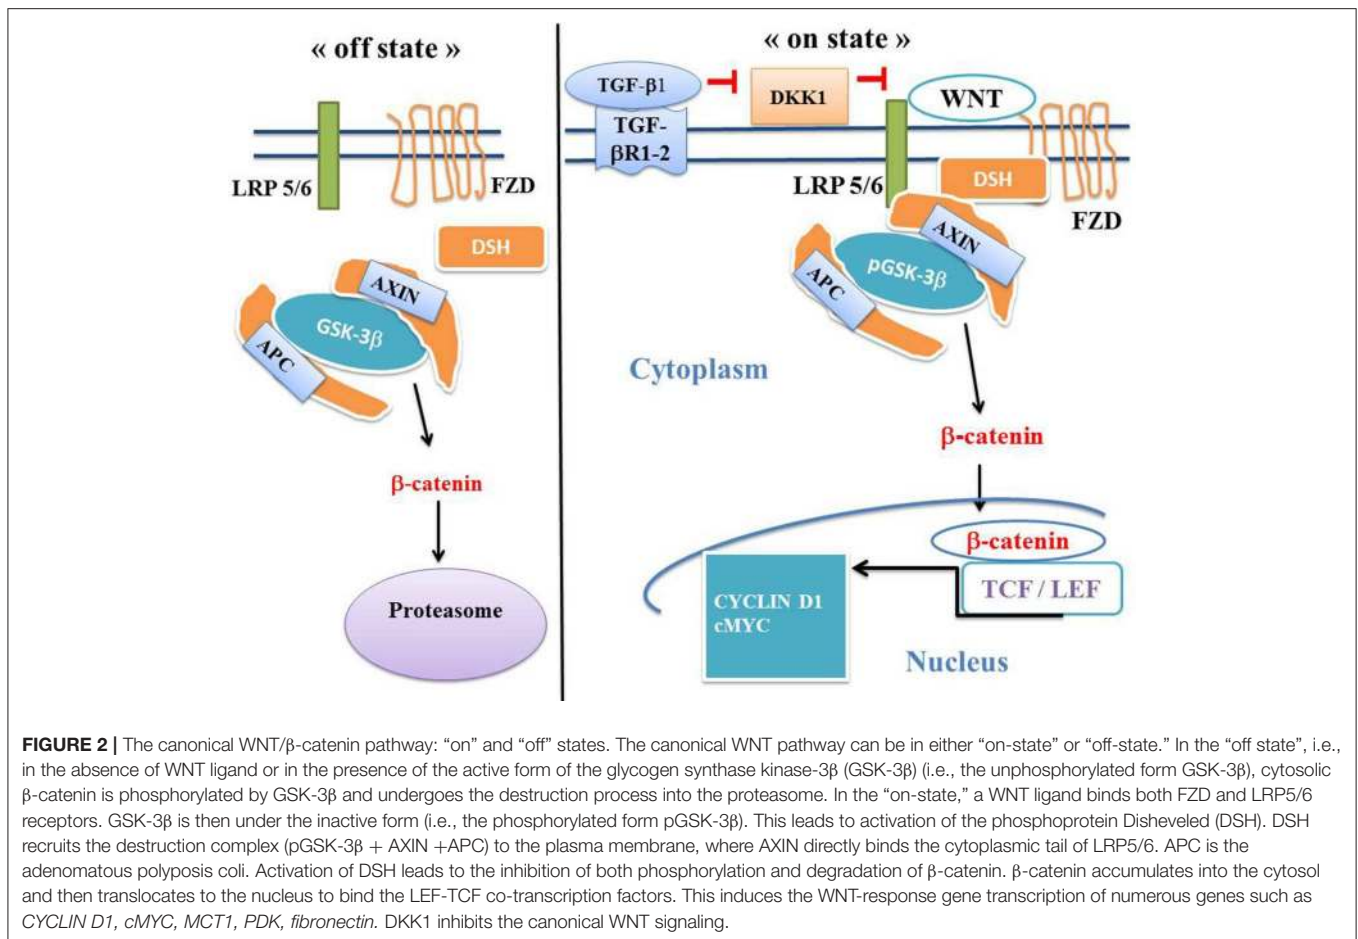 « off state »
LRP 5/6
FZD
DSH
AXIN
GSK-3β
APC
β-catenin
Proteasome
« on state »
TGF-β1
TGF-
βR1-2
DKK1
WNT
LRP 5/6
DSH
FZD
AXIN
pGSK-3β
APC
Cytoplasm
β-catenin
β-catenin
TCF / LEF
CYCLIN D1
cMYC
Nucleus
FIGURE 2 | The canonical WNT/β-catenin pathway: “on” and “off” states. The canonical WNT pathway can be in either “on-state” or “off-state.” In the “off state”, i.e.,
in the absence of WNT ligand or in the presence of the active form of the glycogen synthase kinase-3β (GSK-3β) (i.e., the unphosphorylated form GSK-3β), cytosolic
β-catenin is phosphorylated by GSK-3β and undergoes the destruction process into the proteasome. In the “on-state,” a WNT ligand binds both FZD and LRP5/6
receptors. GSK-3β is then under the inactive form (i.e., the phosphorylated form pGSK-3β). This leads to activation of the phosphoprotein Disheveled (DSH). DSH
recruits the destruction complex (pGSK-3β + AXIN +APC) to the plasma membrane, where AXIN directly binds the cytoplasmic tail of LRP5/6. APC is the
adenomatous polyposis coli. Activation of DSH leads to the inhibition of both phosphorylation and degradation of β-catenin. β-catenin accumulates into the cytosol
and then translocates to the nucleus to bind the LEF-TCF co-transcription factors. This induces the WNT-response gene transcription of numerous genes such as
CYCLIN D1, cMYC, MCT1, PDK, fibronectin. DKK1 inhibits the canonical WNT signaling.